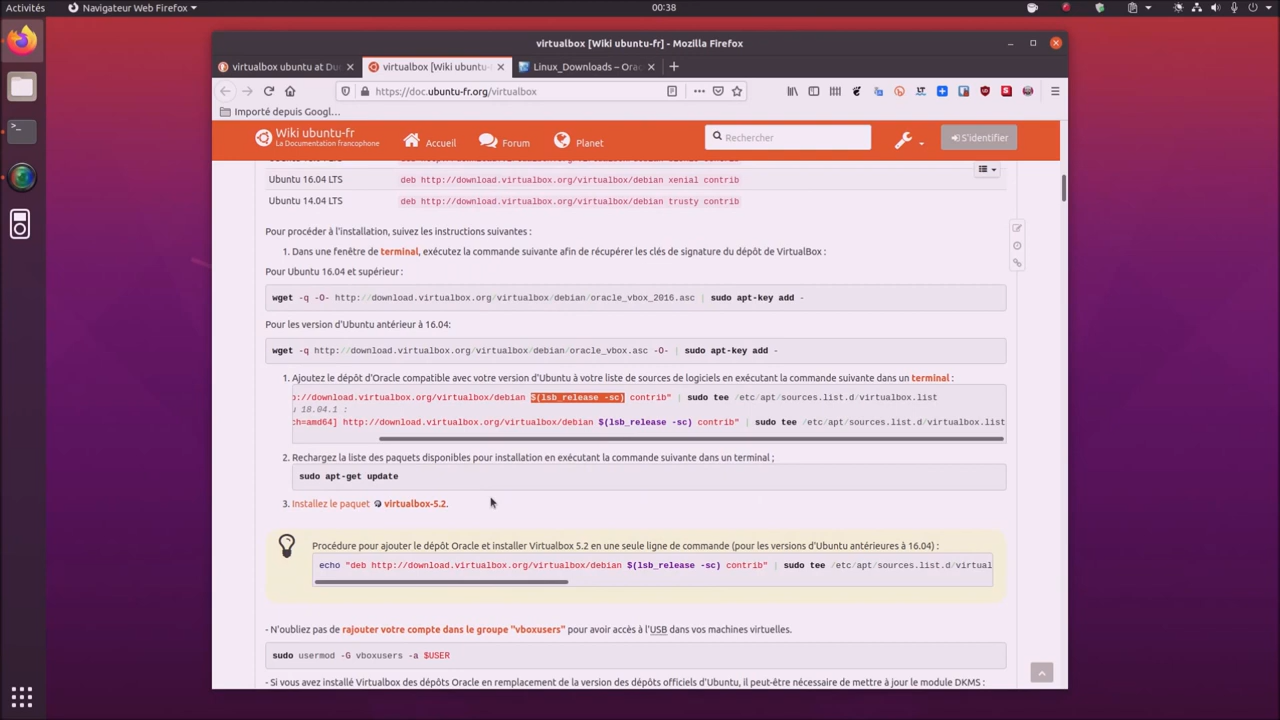 Activités
Navigateur Web Firefox
00:38
virtualbox [Wiki ubuntu-fr] - Mozilla Firefox
virtualbox ubuntu at Du
virtualbox [Wiki ubuntu-f
Linux_Downloads – Orac
https://doc.ubuntu-fr.org/virtualbox
Importé depuis Googl…
Wiki ubuntu-fr
La Documentation francophone
Accueil
Forum
Planet
Rechercher
S'identifier
Ubuntu 16.04 LTS deb http://download.virtualbox.org/virtualbox/debian xenial contrib
Ubuntu 14.04 LTS deb http://download.virtualbox.org/virtualbox/debian trusty contrib
Pour procéder à l'installation, suivez les instructions suivantes :
1. Dans une fenêtre de terminal, exécutez la commande suivante afin de récupérer les clés de signature du dépôt de VirtualBox :
Pour Ubuntu 16.04 et supérieur :
wget -q -O- http://download.virtualbox.org/virtualbox/debian/oracle_vbox_2016.asc | sudo apt-key add -
Pour les version d'Ubuntu antérieur à 16.04:
wget -q http://download.virtualbox.org/virtualbox/debian/oracle_vbox.asc -O- | sudo apt-key add -
1. Ajoutez le dépôt d'Oracle compatible avec votre version d'Ubuntu à votre liste de sources de logiciels en exécutant la commande suivante dans un terminal :
://download.virtualbox.org/virtualbox/debian $(lsb_release -sc) contrib" | sudo tee /etc/apt/sources.list.d/virtualbox.list
18.04.1 :
ch=amd64] http://download.virtualbox.org/virtualbox/debian $(lsb_release -sc) contrib" | sudo tee /etc/apt/sources.list.d/virtualbox.list
2. Rechargez la liste des paquets disponibles pour installation en exécutant la commande suivante dans un terminal ;
sudo apt-get update
3. Installez le paquet virtualbox-5.2.
Procédure pour ajouter le dépôt Oracle et installer Virtualbox 5.2 en une seule ligne de commande (pour les versions d'Ubuntu antérieures à 16.04) :
echo "deb http://download.virtualbox.org/virtualbox/debian $(lsb_release -sc) contrib" | sudo tee /etc/apt/sources.list.d/virtual
- N'oubliez pas de rajouter votre compte dans le groupe "vboxusers" pour avoir accès à l'USB dans vos machines virtuelles.
sudo usermod -G vboxusers -a $USER
- Si vous avez installé Virtualbox des dépôts Oracle en remplacement de la version des dépôts officiels d'Ubuntu, il peut-être nécessaire de mettre à jour le module DKMS :